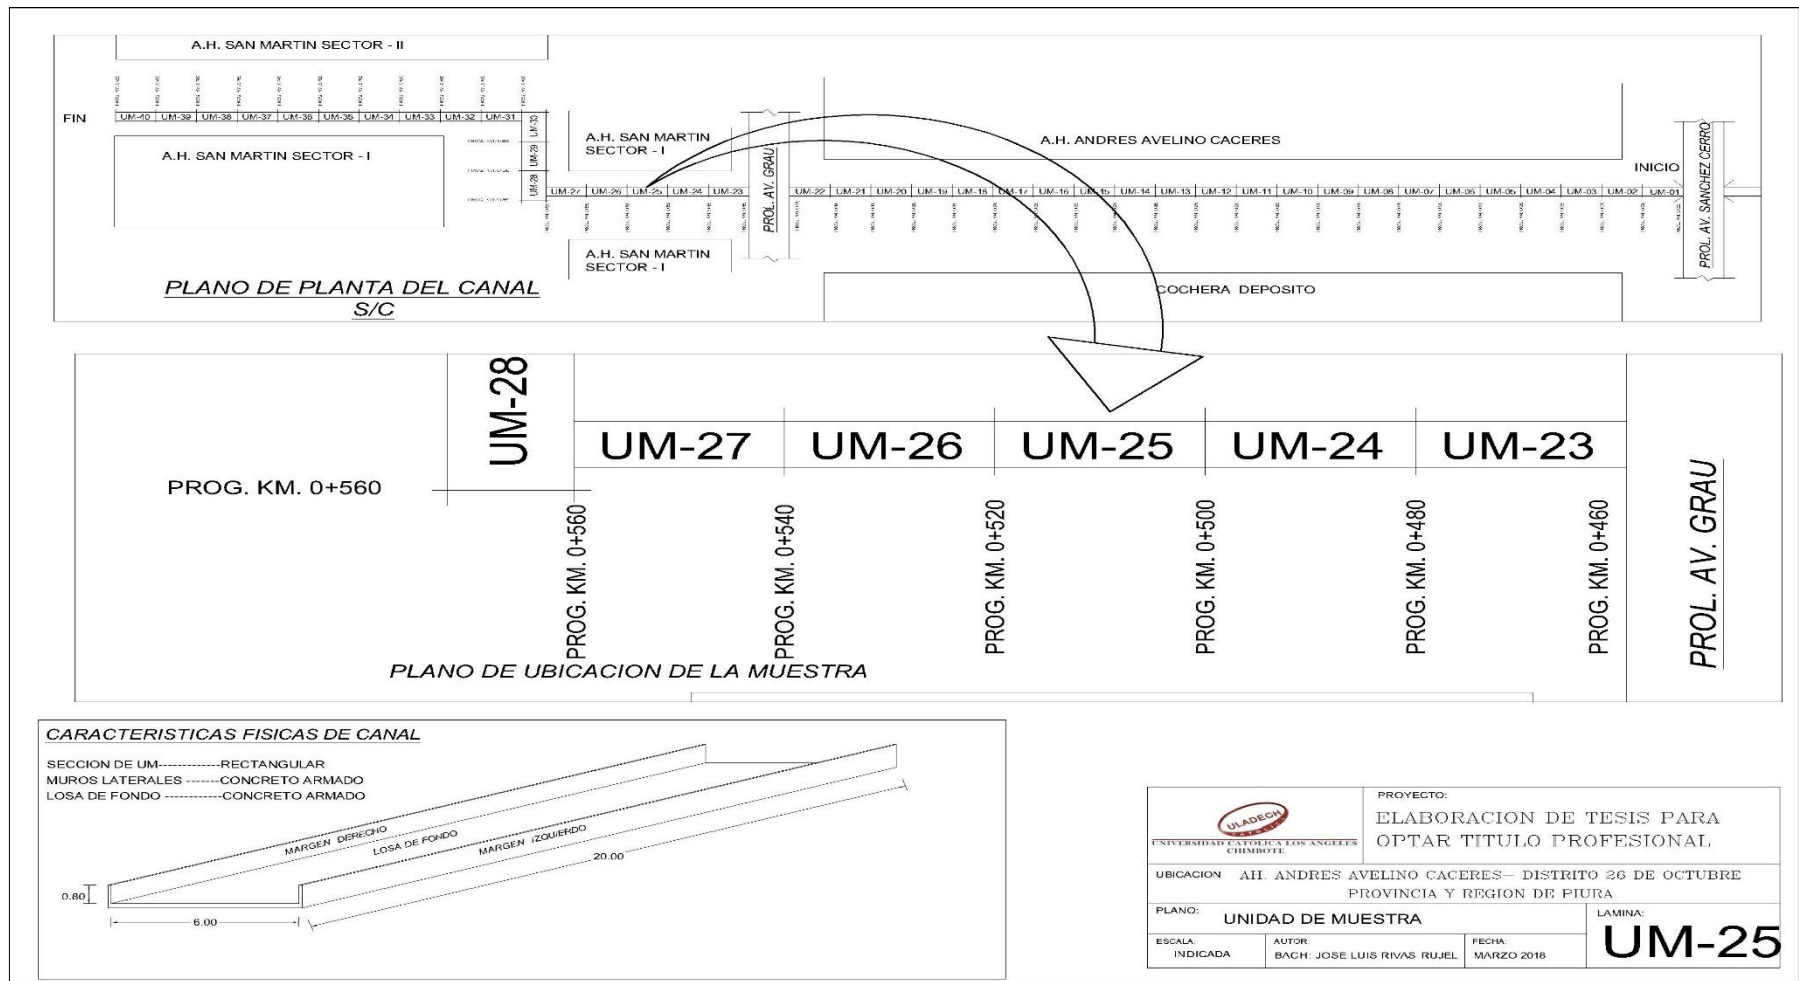 A.H. SAN MARTIN SECTOR - II
FIN
UM-40 UM-39 UM-38 UM-37 UM-36 UM-35 UM-34 UM-33 UM-32 UM-31
UM-30
UM-29
UM-28
A.H. SAN MARTIN SECTOR - I
A.H. SAN MARTIN
SECTOR - I
UM-27 UM-26 UM-25 UM-24 UM-23
PROL. AV. GRAU
A.H. SAN MARTIN
SECTOR - I
A.H. ANDRES AVELINO CACERES
INICIO
UM-22 UM-21 UM-20 UM-19 UM-18 UM-17 UM-16 UM-15 UM-14 UM-13 UM-12 UM-11 UM-10 UM-09 UM-08 UM-07 UM-06 UM-05 UM-04 UM-03 UM-02 UM-01
PROL. AV. SANCHEZ CERRO
COCHERA DEPOSITO
PLANO DE PLANTA DEL CANAL
S/C
UM-28
UM-27 UM-26 UM-25 UM-24 UM-23
PROG. KM. 0+560
PROG. KM. 0+560
PROG. KM. 0+540
PROG. KM. 0+520
PROG. KM. 0+500
PROG. KM. 0+480
PROG. KM. 0+460
PROL. AV. GRAU
PLANO DE UBICACION DE LA MUESTRA
CARACTERISTICAS FISICAS DE CANAL
SECCION DE UM------------RECTANGULAR
MUROS LATERALES ------CONCRETO ARMADO
LOSA DE FONDO -----------CONCRETO ARMADO
MARGEN DERECHO
LOSA DE FONDO
MARGEN IZQUIERDO
20.00
0.80
6.00
ULADECH
CATOLICA
UNIVERSIDAD CATOLICA LOS ANGELES
CHIMBOTE
PROYECTO:
ELABORACION DE TESIS PARA
OPTAR TITULO PROFESIONAL
UBICACION AH. ANDRES AVELINO CACERES- DISTRITO 26 DE OCTUBRE
PROVINCIA Y REGION DE PIURA
PLANO:
UNIDAD DE MUESTRA
LAMINA:
UM-25
ESCALA:
INDICADA
AUTOR:
BACH: JOSE LUIS RIVAS RUJEL
FECHA:
MARZO 2018